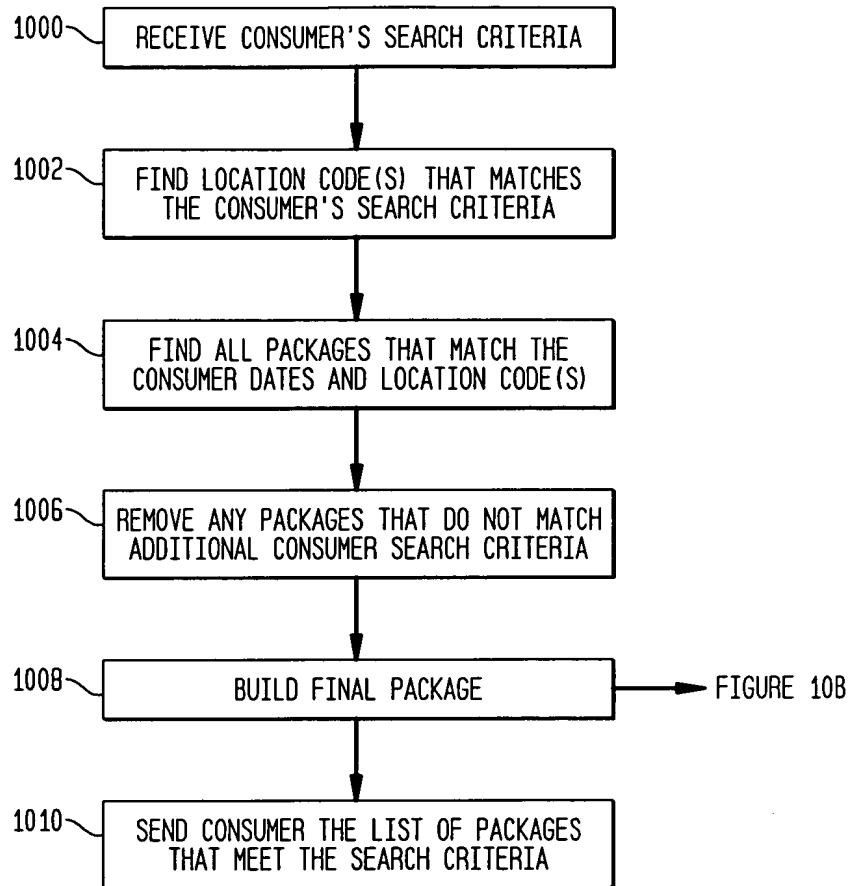 1000
RECEIVE CONSUMER'S SEARCH CRITERIA
1002
FIND LOCATION CODE(S) THAT MATCHES
THE CONSUMER'S SEARCH CRITERIA
1004
FIND ALL PACKAGES THAT MATCH THE
CONSUMER DATES AND LOCATION CODE(S)
1006
REMOVE ANY PACKAGES THAT DO NOT MATCH
ADDITIONAL CONSUMER SEARCH CRITERIA
1008
BUILD FINAL PACKAGE
FIGURE 10B
1010
SEND CONSUMER THE LIST OF PACKAGES
THAT MEET THE SEARCH CRITERIA